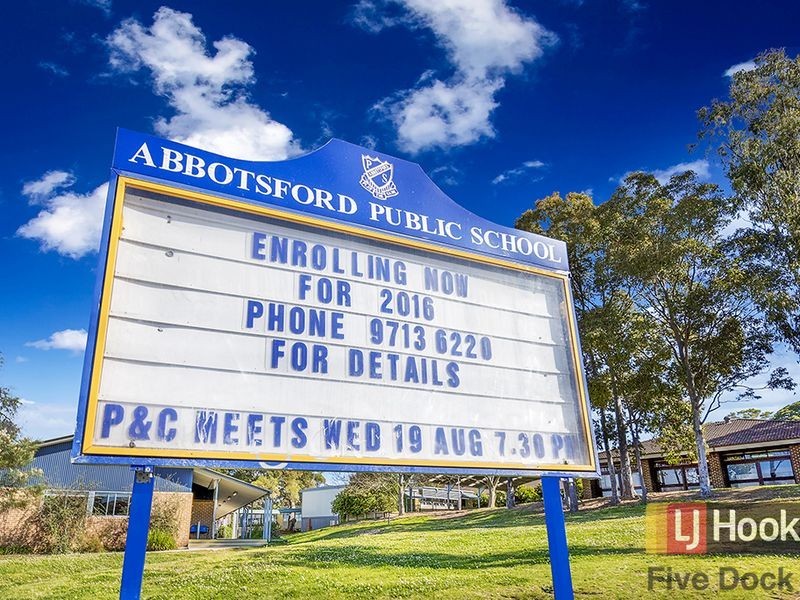 ABBOTSFORD PUBLIC SCHOOL
P S
ENROLLING NOW
FOR 2016
PHONE 9713 6220
FOR DETAILS
P&C MEETS WED 19 AUG 7.30 PM
LJ Hook
Five Dock